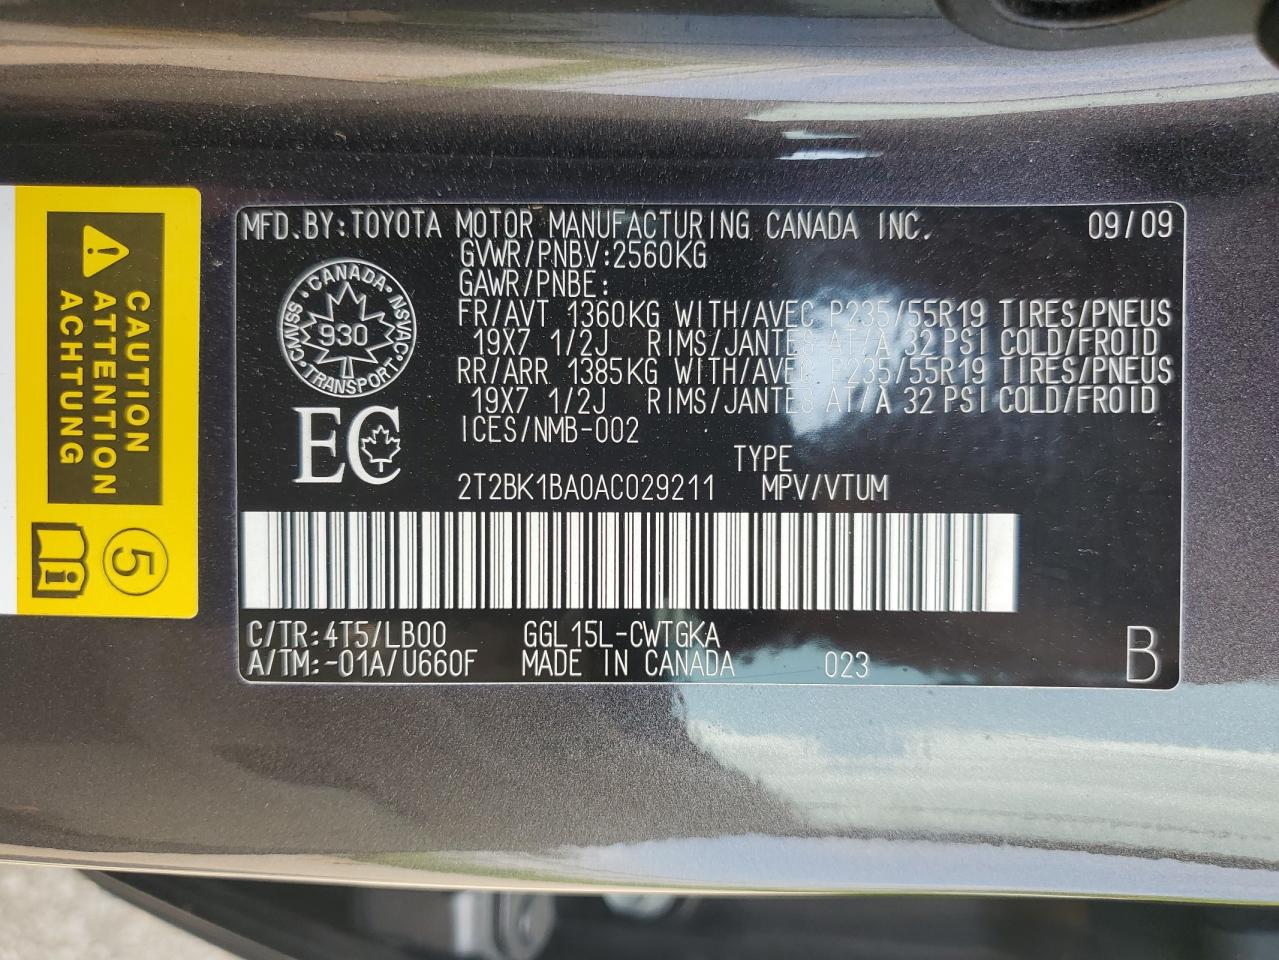 MFD.BY:TOYOTA MOTOR MANUFACTURING CANADA INC. 09/09
GVWR/PNBV:2560KG
GAWR/PNBE:
FR/AVT 1360KG WITH/AVEC P235/55R19 TIRES/PNEUS
19X7 1/2J RIMS/JANTES AT/A 32 PSI COLD/FROID
RR/ARR 1385KG WITH/AVEC P235/55R19 TIRES/PNEUS
19X7 1/2J RIMS/JANTES AT/A 32 PSI COLD/FROID
ICES/NMB-002
CANADA
CMVSS NSVAC
930
TRANSPORT
EC
TYPE
2T2BK1BA0AC029211 MPV/VTUM
C/TR:4T5/LB00 GGL15L-CWTGKA
A/TM:-01A/U660F MADE IN CANADA 023 B
CAUTION
ATTENTION
ACHTUNG
5